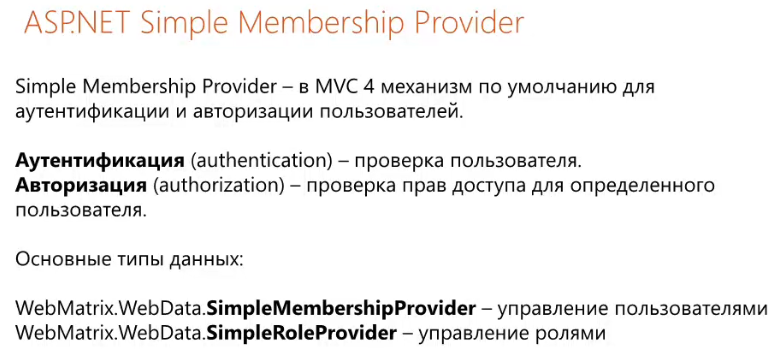 ASP.NET Simple Membership Provider
Simple Membership Provider – в MVC 4 механизм по умолчанию для
аутентификации и авторизации пользователей.
Аутентификация (authentication) – проверка пользователя.
Авторизация (authorization) – проверка прав доступа для определенного
пользователя.
Основные типы данных:
WebMatrix.WebData.SimpleMembershipProvider – управление пользователями
WebMatrix.WebData.SimpleRoleProvider – управление ролями